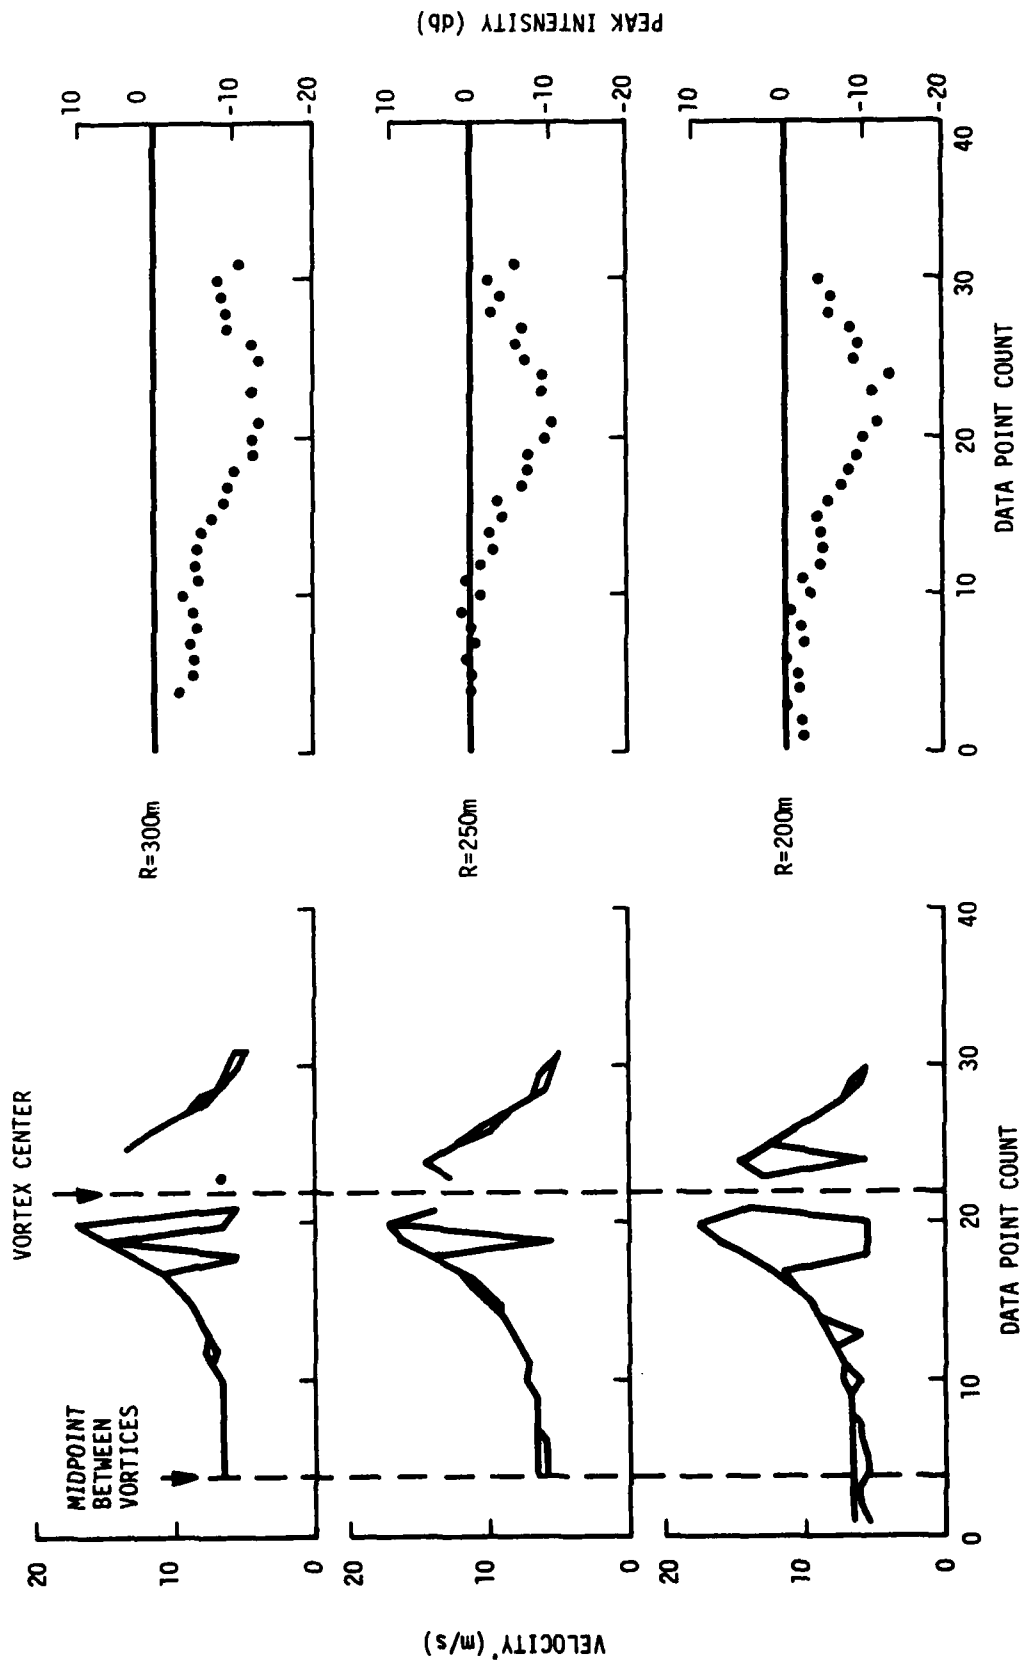 VORTEX CENTER
MIDPOINT
BETWEEN
VORTICES
20
10
0
20
10
0
20
10
0
VELOCITY (m/s)
0
10
20
30
40
DATA POINT COUNT
R=300m
R=250m
R=200m
10
0
-10
-20
10
0
-10
-20
10
0
-10
-20
PEAK INTENSITY (db)
0
10
20
30
40
DATA POINT COUNT